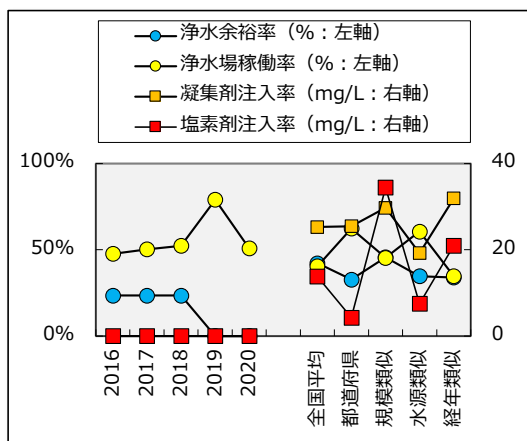 浄水余裕率（%：左軸）
浄水場稼働率（%：左軸）
凝集剤注入率（mg/L：右軸）
塩素剤注入率（mg/L：右軸）
100%
50%
0%
40
20
0
2016
2017
2018
2019
2020
全国平均
都道府県
規模類似
水源類似
経年類似